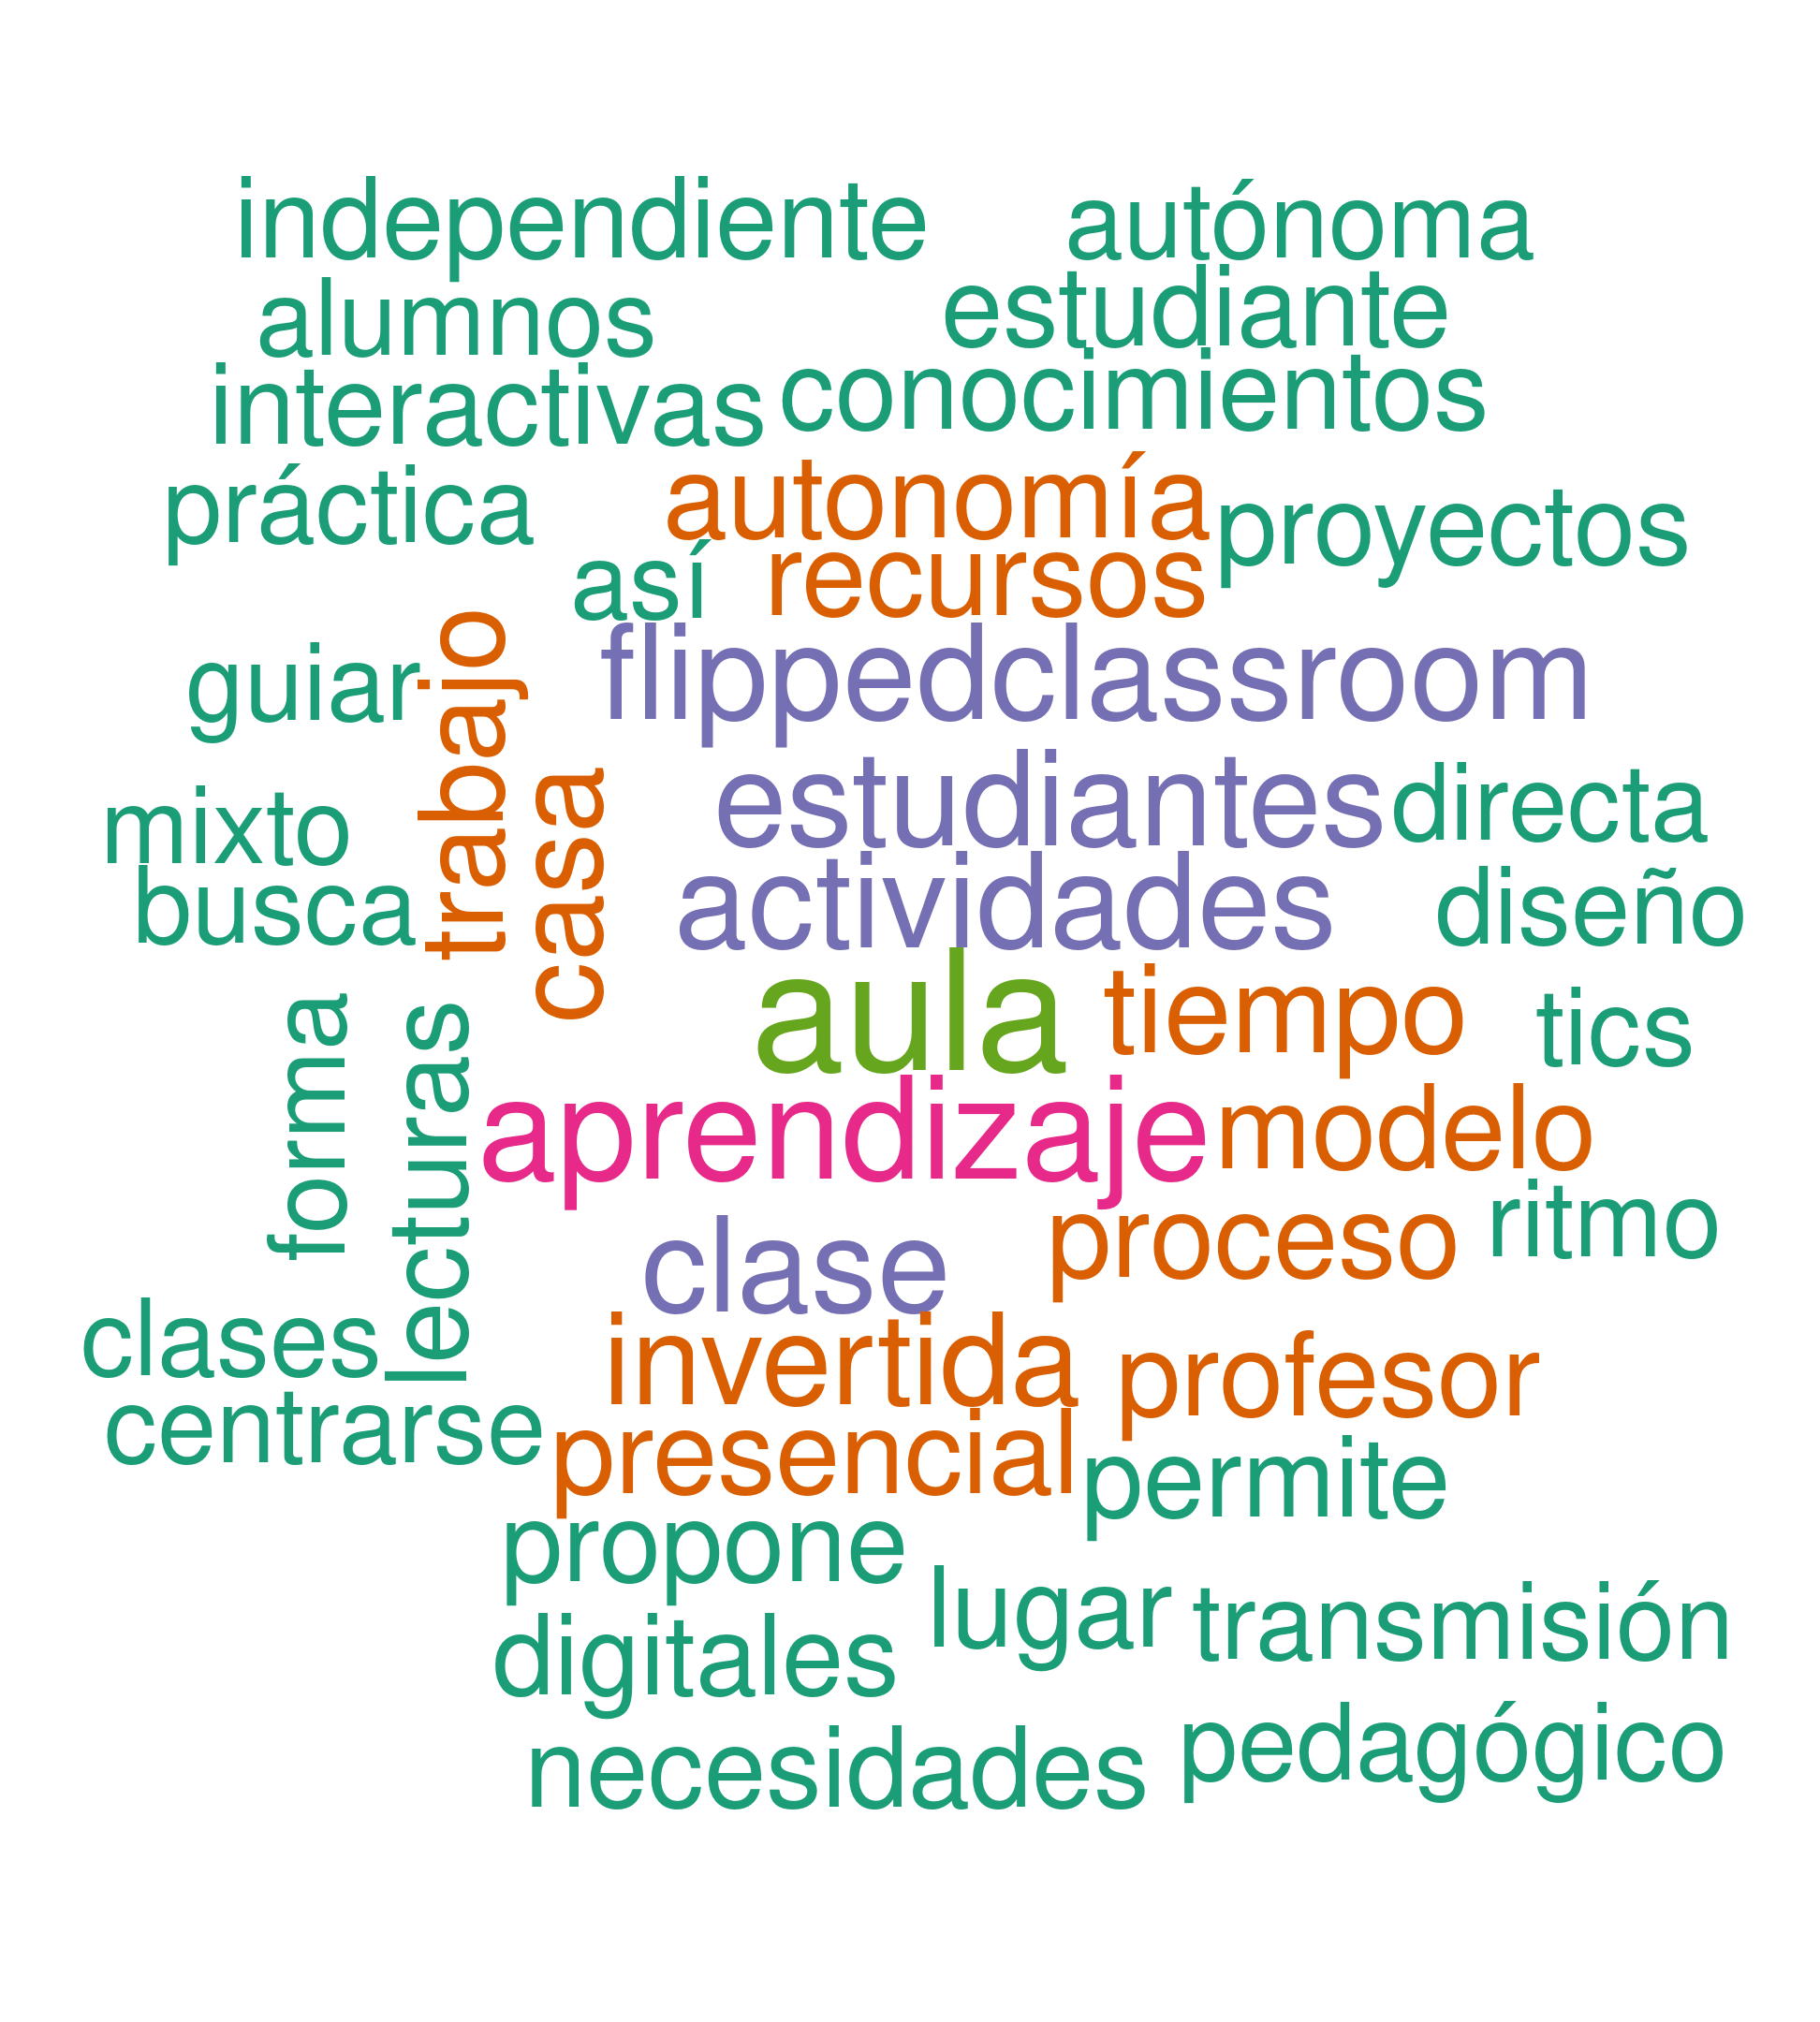 independiente autónoma
alumnos estudiante
interactivas conocimientos
práctica autonomía proyectos
así recursos
guiar trabajo flippedclassroom
mixto casa estudiantes directa
busca actividades diseño
aula tiempo tics
forma lecturas aprendizaje modelo
clase proceso ritmo
clases invertida profesor
centrarse presencial permite
propone
digitales lugar transmisión
necesidades pedagógico